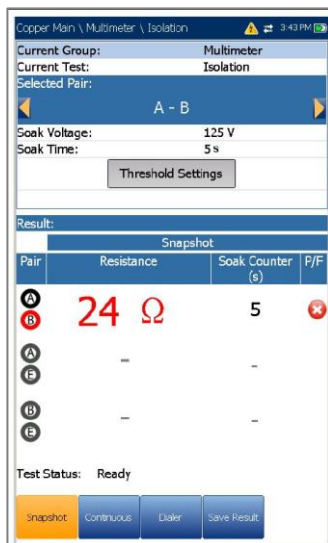 Copper Main \ Multimeter \ Isolation 3:43 PM
Current Group: Multimeter
Current Test: Isolation
Selected Pair:
A - B
Soak Voltage: 125 V
Soak Time: 5 s
Threshold Settings
Result:
Snapshot
Pair Resistance Soak Counter (s) P/F
A
B
24 Ω 5
A
E
- -
B
E
- -
Test Status: Ready
Snapshot Continuous Dialer Save Result